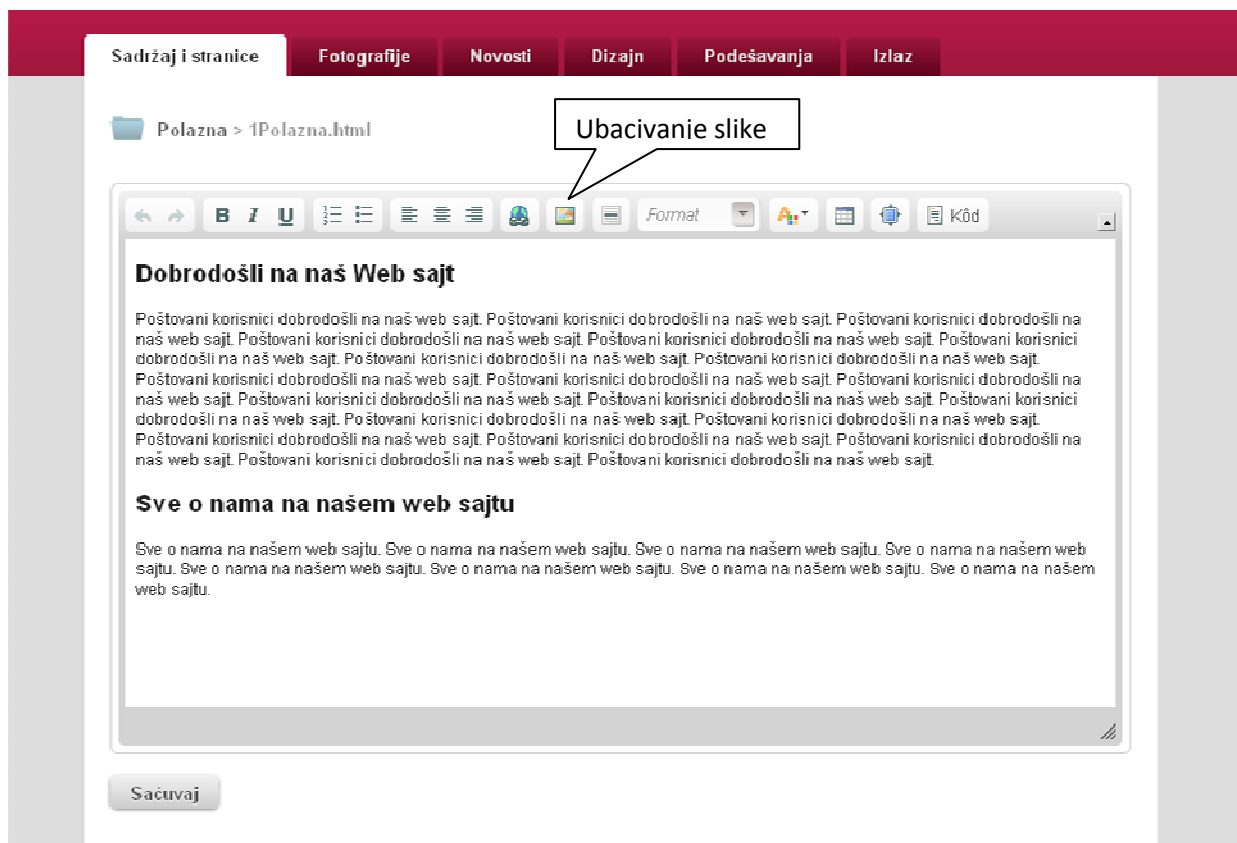 Sadržaj i stranice Fotografije Novosti Dizajn Podešavanja Izlaz
Polazna > 1Polazna.html
Ubacivanje slike
B I U Format Kôd
Dobrodošli na naš Web sajt
Poštovani korisnici dobrodošli na naš web sajt. Poštovani korisnici dobrodošli na naš web sajt. Poštovani korisnici dobrodošli na
naš web sajt. Poštovani korisnici dobrodošli na naš web sajt. Poštovani korisnici dobrodošli na naš web sajt. Poštovani korisnici
dobrodošli na naš web sajt. Poštovani korisnici dobrodošli na naš web sajt. Poštovani korisnici dobrodošli na naš web sajt.
Poštovani korisnici dobrodošli na naš web sajt. Poštovani korisnici dobrodošli na naš web sajt. Poštovani korisnici dobrodošli na
naš web sajt. Poštovani korisnici dobrodošli na naš web sajt. Poštovani korisnici dobrodošli na naš web sajt. Poštovani korisnici
dobrodošli na naš web sajt. Poštovani korisnici dobrodošli na naš web sajt. Poštovani korisnici dobrodošli na naš web sajt.
Poštovani korisnici dobrodošli na naš web sajt. Poštovani korisnici dobrodošli na naš web sajt. Poštovani korisnici dobrodošli na
naš web sajt. Poštovani korisnici dobrodošli na naš web sajt. Poštovani korisnici dobrodošli na naš web sajt.
Sve o nama na našem web sajtu
Sve o nama na našem web sajtu. Sve o nama na našem web sajtu. Sve o nama na našem web sajtu. Sve o nama na našem web
sajtu. Sve o nama na našem web sajtu. Sve o nama na našem web sajtu. Sve o nama na našem web sajtu. Sve o nama na našem
web sajtu.
Sačuvaj